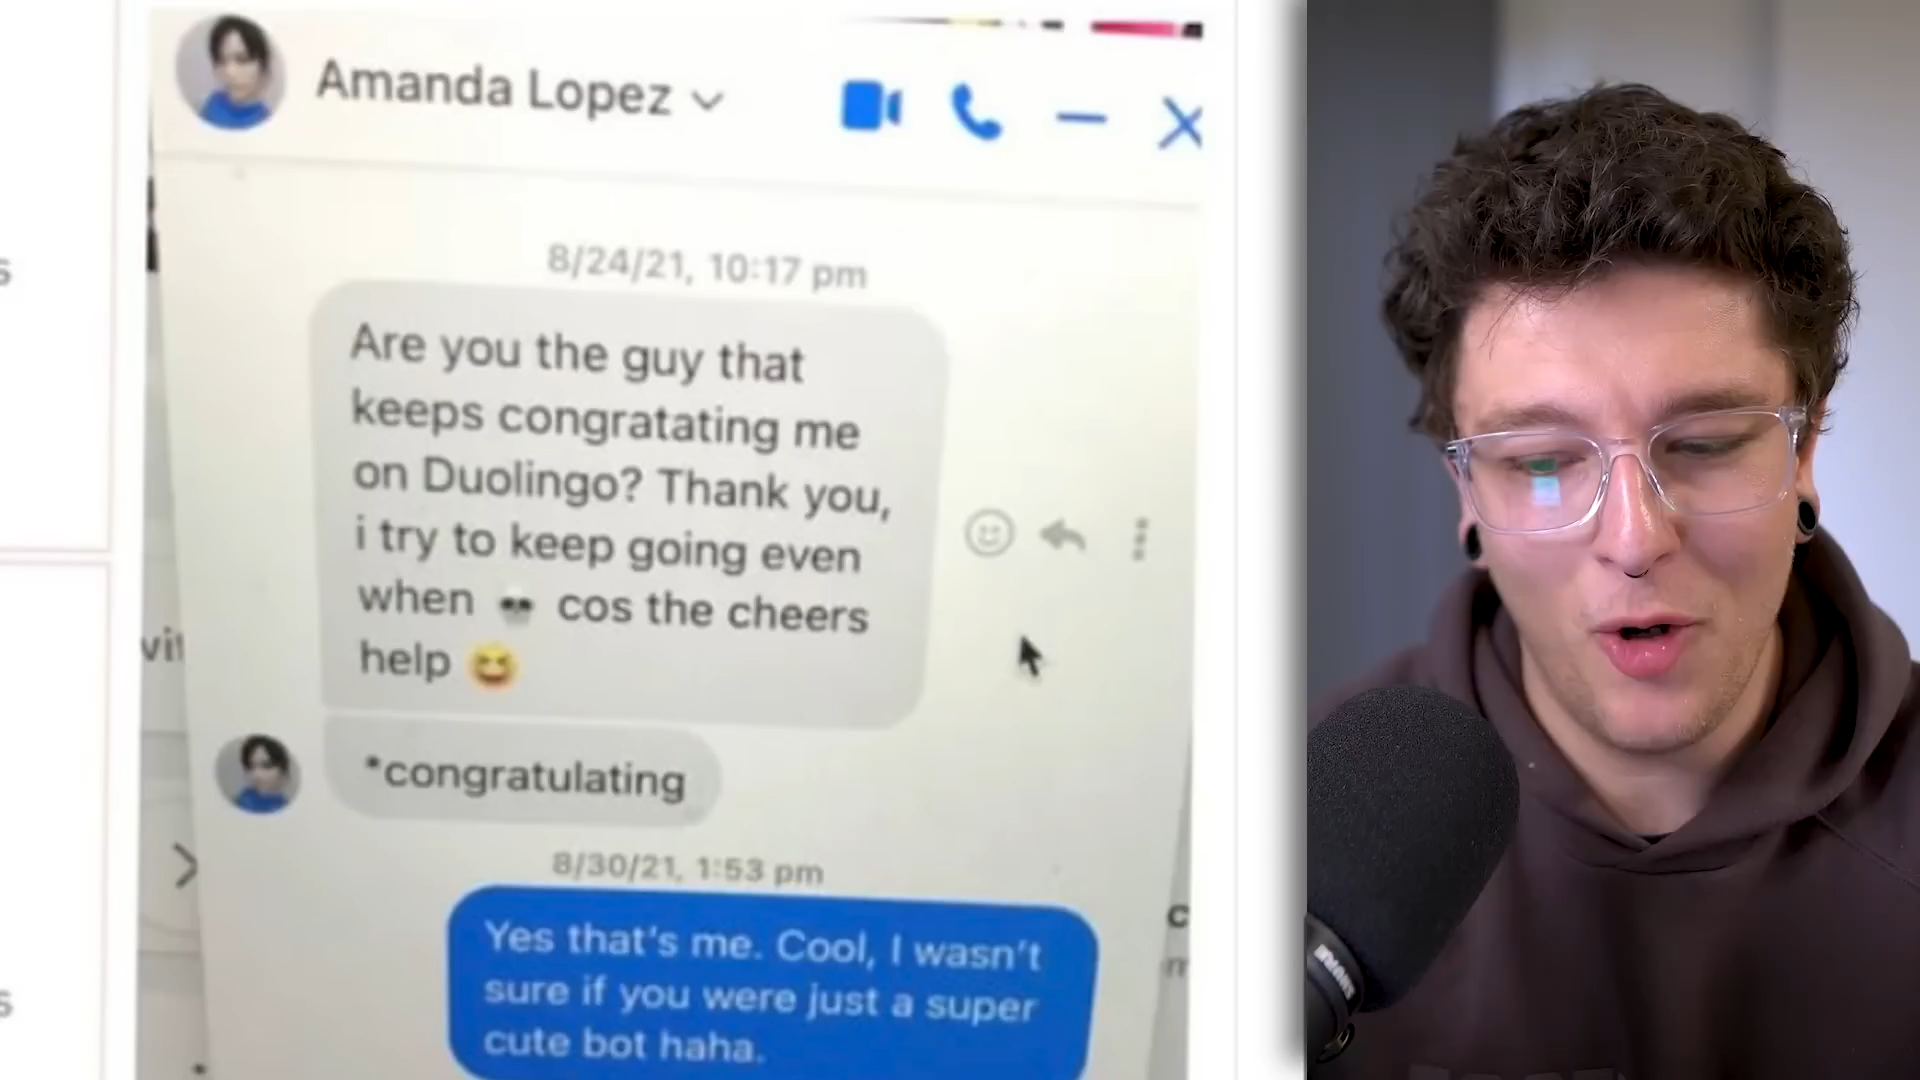 Amanda Lopez
8/24/21, 10:17 pm
Are you the guy that
keeps congratating me
on Duolingo? Thank you,
i try to keep going even
when 💀 cos the cheers
help 😆
*congratulating
8/30/21, 1:53 pm
Yes that's me. Cool, I wasn't
sure if you were just a super
cute bot haha.
SHURE